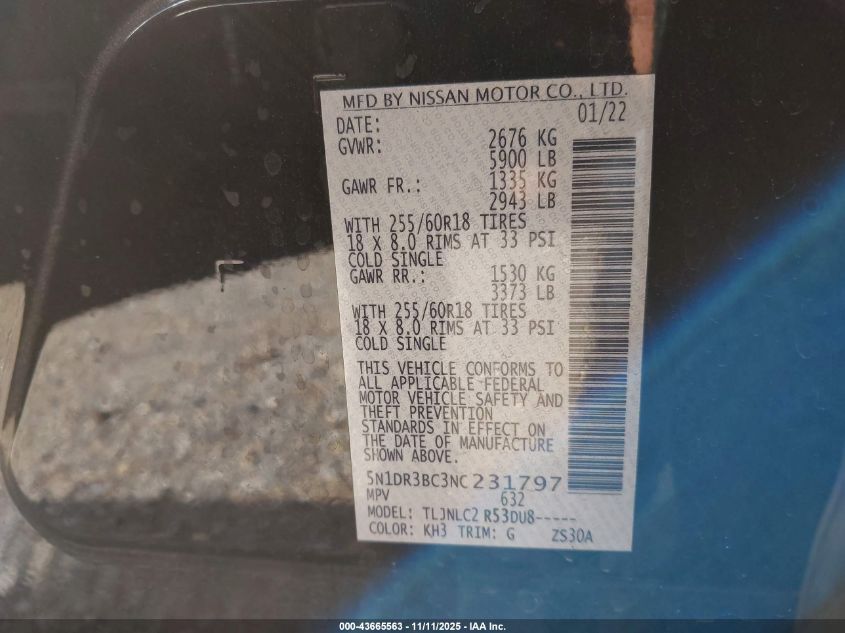 MFD BY NISSAN MOTOR CO., LTD.
DATE: 01/22
GVWR: 2676 KG
5900 LB
GAWR FR.: 1335 KG
2943 LB
WITH 255/60R18 TIRES
18 X 8.0 RIMS AT 33 PSI
COLD SINGLE
GAWR RR.: 1530 KG
3373 LB
WITH 255/60R18 TIRES
18 X 8.0 RIMS AT 33 PSI
COLD SINGLE
THIS VEHICLE CONFORMS TO
ALL APPLICABLE FEDERAL
MOTOR VEHICLE SAFETY AND
THEFT PREVENTION
STANDARDS IN EFFECT ON
THE DATE OF MANUFACTURE
SHOWN ABOVE.
5N1DR3BC3NC231797
MPV 632
MODEL: TLJNLC2 R53DU8-----
COLOR: KH3 TRIM: G ZS30A
000-43665563 - 11/11/2025 - IAA Inc.